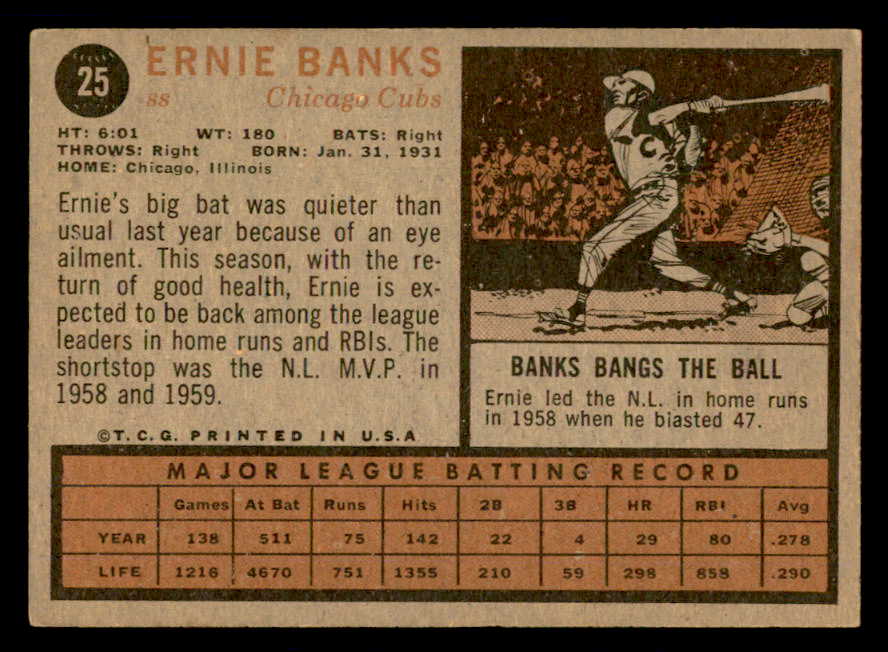 25
ERNIE BANKS
ss Chicago Cubs
HT: 6:01 WT: 180 BATS: Right
THROWS: Right BORN: Jan. 31, 1931
HOME: Chicago, Illinois
Ernie's big bat was quieter than
usual last year because of an eye
ailment. This season, with the re-
turn of good health, Ernie is ex-
pected to be back among the league
leaders in home runs and RBIs. The
shortstop was the N.L. M.V.P. in
1958 and 1959.
©T.C.G. PRINTED IN U.S.A
C
BANKS BANGS THE BALL
Ernie led the N.L. in home runs
in 1958 when he blasted 47.
MAJOR LEAGUE BATTING RECORD
Games At Bat Runs Hits 2B 3B HR RBI Avg
YEAR 138 511 75 142 22 4 29 80 .278
LIFE 1216 4670 751 1355 210 59 298 858 .290